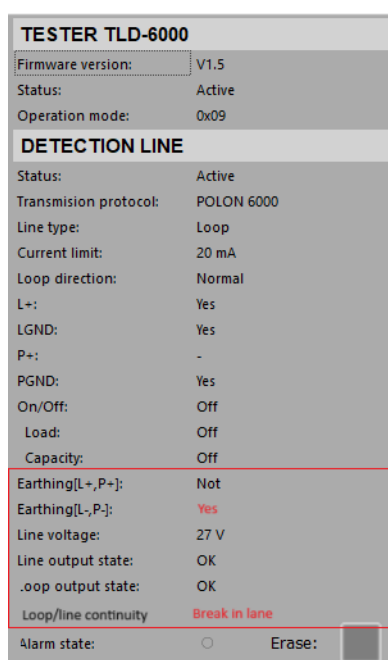 TESTER TLD-6000
Firmware version: V1.5
Status: Active
Operation mode: 0x09
DETECTION LINE
Status: Active
Transmision protocol: POLON 6000
Line type: Loop
Current limit: 20 mA
Loop direction: Normal
L+: Yes
LGND: Yes
P+: -
PGND: Yes
On/Off: Off
Load: Off
Capacity: Off
Earthing[L+,P+]: Not
Earthing[L-,P-]: Yes
Line voltage: 27 V
Line output state: OK
.oop output state: OK
Loop/line continuity Break in lane
Alarm state: Erase: